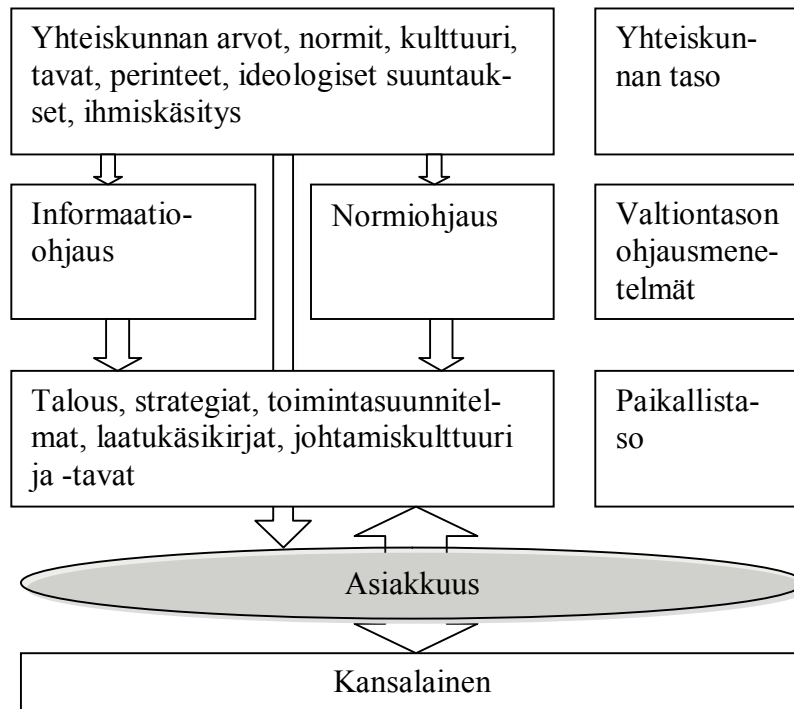 Yhteiskunnan arvot, normit, kulttuuri,
tavat, perinteet, ideologiset suuntauk-
set, ihmiskäsitys
Yhteiskun-
nan taso
Informaatio-
ohjaus
Normiohjaus
Valtiontason
ohjausmene-
telmät
Talous, strategiat, toimintasuunnitel-
mat, laatukäsikirjat, johtamiskulttuuri
ja -tavat
Paikallista-
so
Asiakkuus
Kansalainen